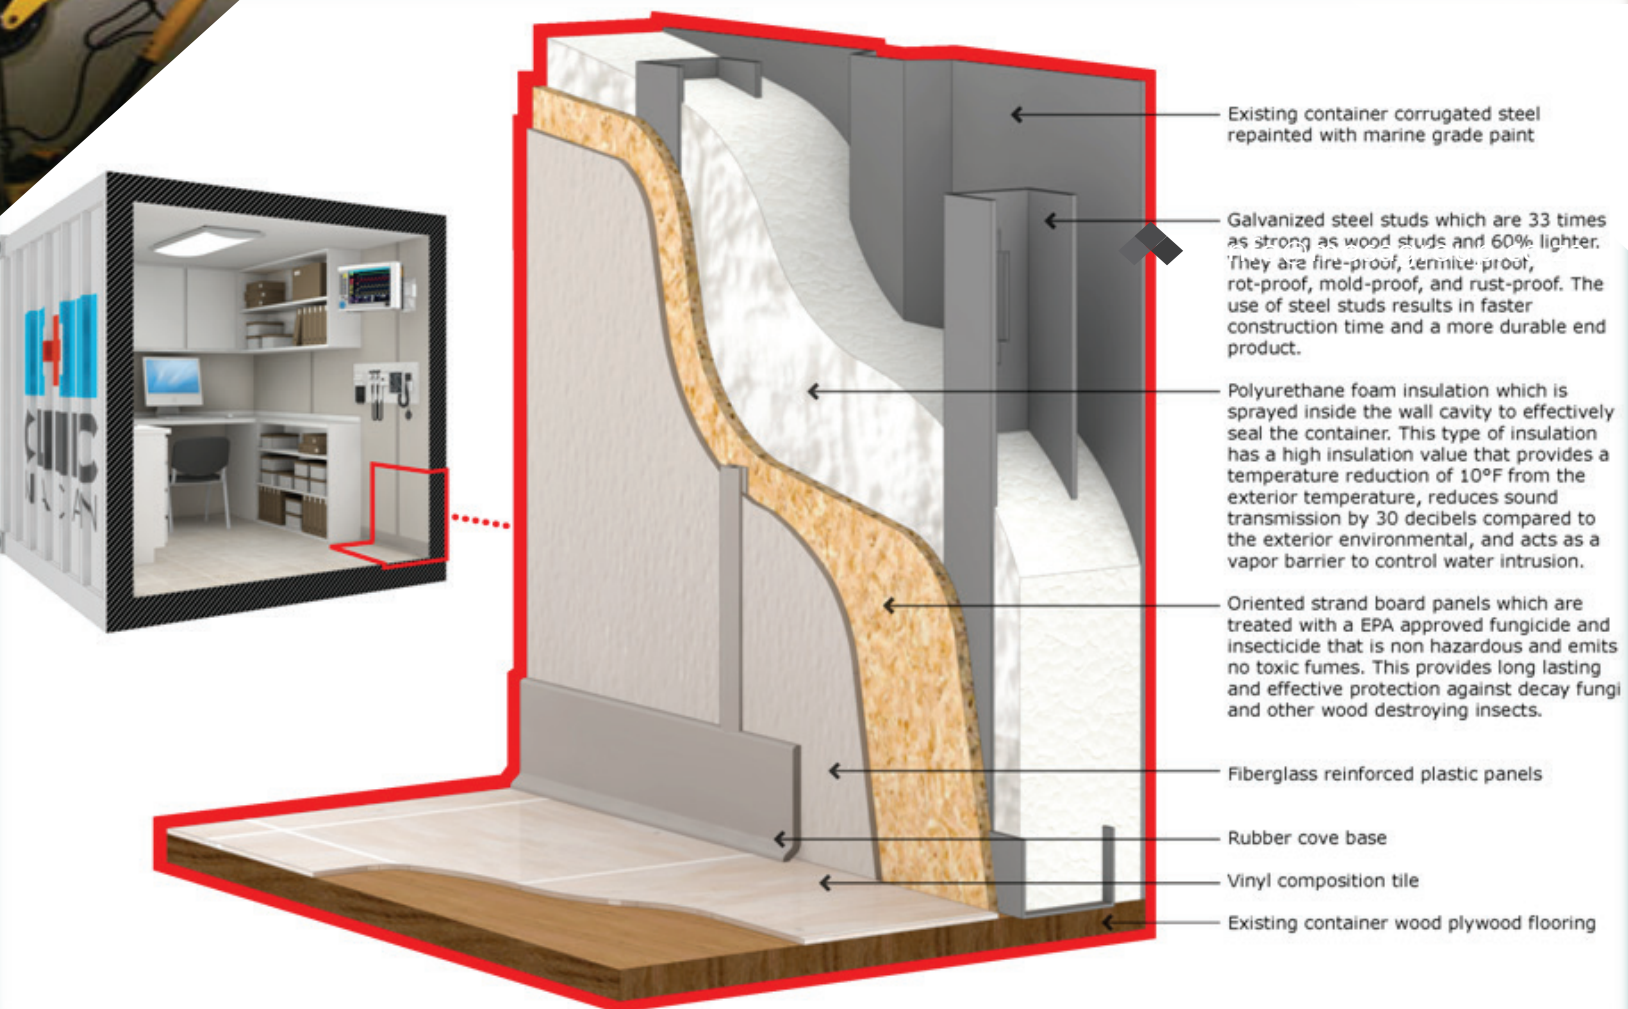 Existing container corrugated steel
repainted with marine grade paint
Galvanized steel studs which are 33 times
as strong as wood studs and 60% lighter.
They are fire-proof, termite-proof,
rot-proof, mold-proof, and rust-proof. The
use of steel studs results in faster
construction time and a more durable end
product.
Polyurethane foam insulation which is
sprayed inside the wall cavity to effectively
seal the container. This type of insulation
has a high insulation value that provides a
temperature reduction of 10°F from the
exterior temperature, reduces sound
transmission by 30 decibels compared to
the exterior environmental, and acts as a
vapor barrier to control water intrusion.
Oriented strand board panels which are
treated with a EPA approved fungicide and
insecticide that is non hazardous and emits
no toxic fumes. This provides long lasting
and effective protection against decay fungi
and other wood destroying insects.
Fiberglass reinforced plastic panels
Rubber cove base
Vinyl composition tile
Existing container wood plywood flooring